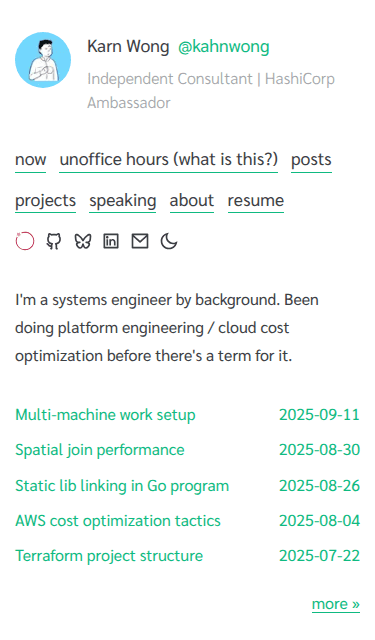 Karn Wong @kahnwong
Independent Consultant | HashiCorp
Ambassador
now unoffice hours (what is this?) posts
projects speaking about resume
I'm a systems engineer by background. Been
doing platform engineering / cloud cost
optimization before there's a term for it.
Multi-machine work setup 2025-09-11
Spatial join performance 2025-08-30
Static lib linking in Go program 2025-08-26
AWS cost optimization tactics 2025-08-04
Terraform project structure 2025-07-22
more »